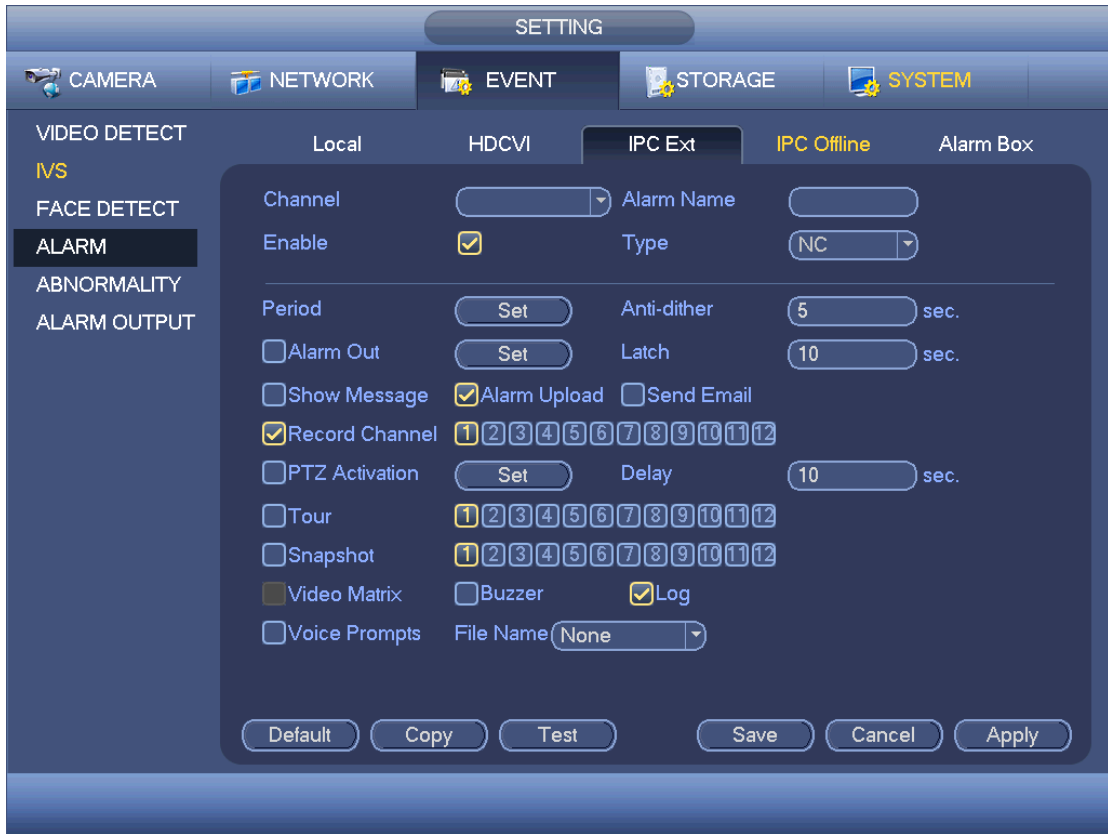 SETTING
CAMERA NETWORK EVENT STORAGE SYSTEM
VIDEO DETECT
IVS
FACE DETECT
ALARM
ABNORMALITY
ALARM OUTPUT
Local HDCVI IPC Ext IPC Offline Alarm Box
Channel Alarm Name
Enable Type NC
Period Set Anti-dither 5 sec.
Alarm Out Set Latch 10 sec.
Show Message Alarm Upload Send Email
Record Channel 1 2 3 4 5 6 7 8 9 10 11 12
PTZ Activation Set Delay 10 sec.
Tour 1 2 3 4 5 6 7 8 9 10 11 12
Snapshot 1 2 3 4 5 6 7 8 9 10 11 12
Video Matrix Buzzer Log
Voice Prompts File Name None
Default Copy Test Save Cancel Apply